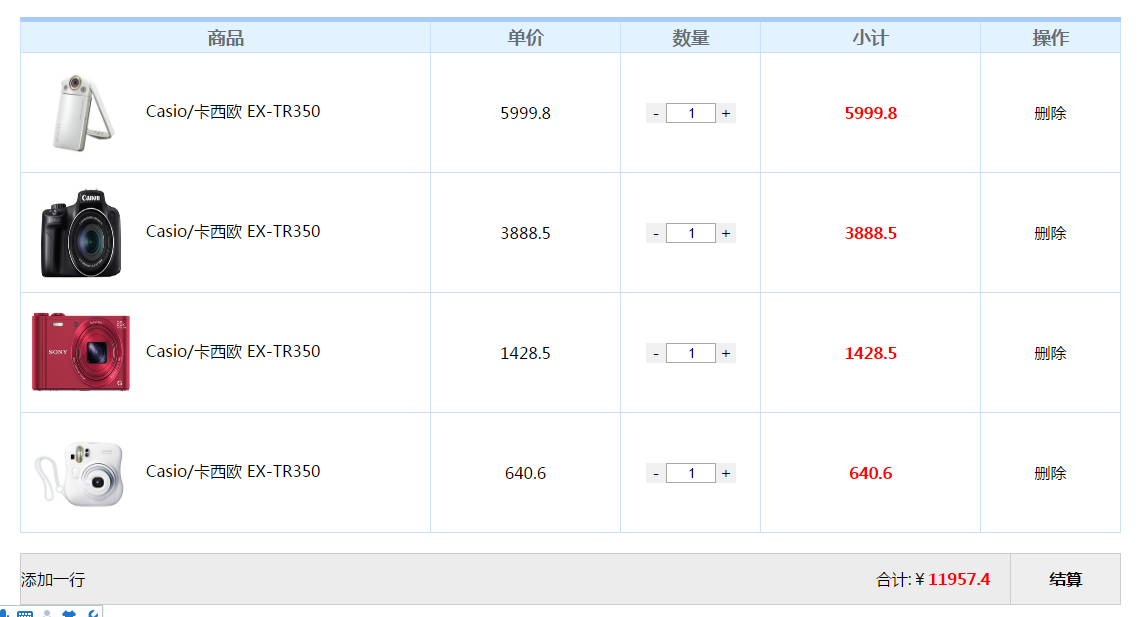 商品 单价 数量 小计 操作
Casio/卡西欧 EX-TR350 5999.8 - 1 + 5999.8 删除
Canon
Casio/卡西欧 EX-TR350 3888.5 - 1 + 3888.5 删除
SONY
Casio/卡西欧 EX-TR350 1428.5 - 1 + 1428.5 删除
Casio/卡西欧 EX-TR350 640.6 - 1 + 640.6 删除
添加一行 合计:￥11957.4 结算